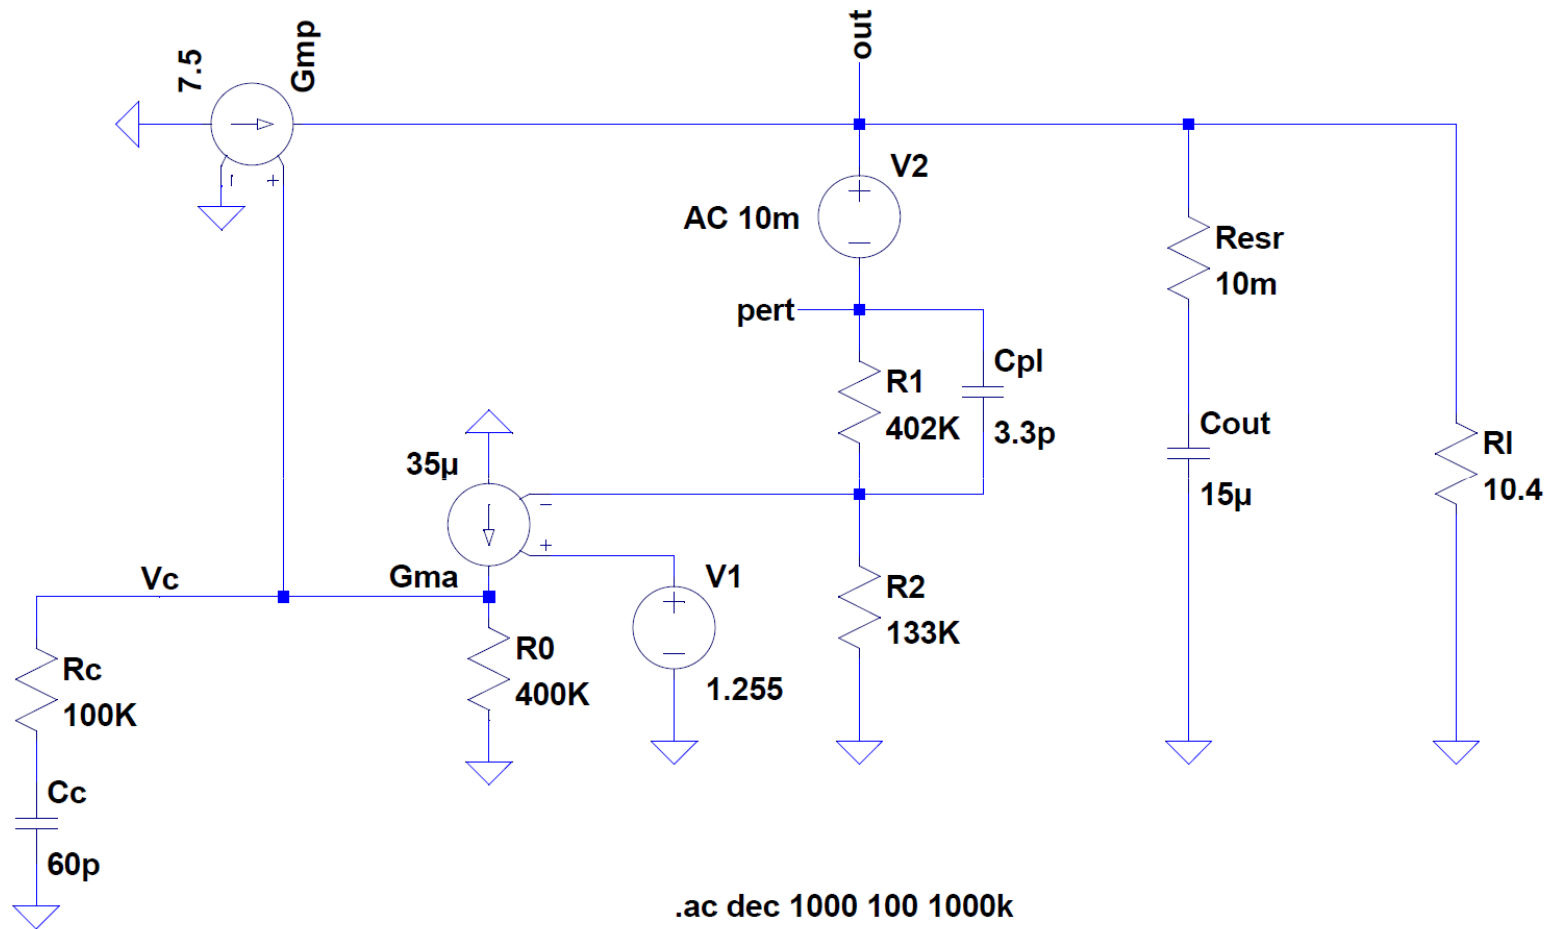 out
7.5
Gmp
+
V2
+
AC 10m
−
Resr
10m
pert
Cpl
3.3p
R1
402K
Cout
15µ
Rl
10.4
35µ
−
+
Gma
Vc
V1
+
−
1.255
R2
133K
R0
400K
Rc
100K
Cc
60p
.ac dec 1000 100 1000k